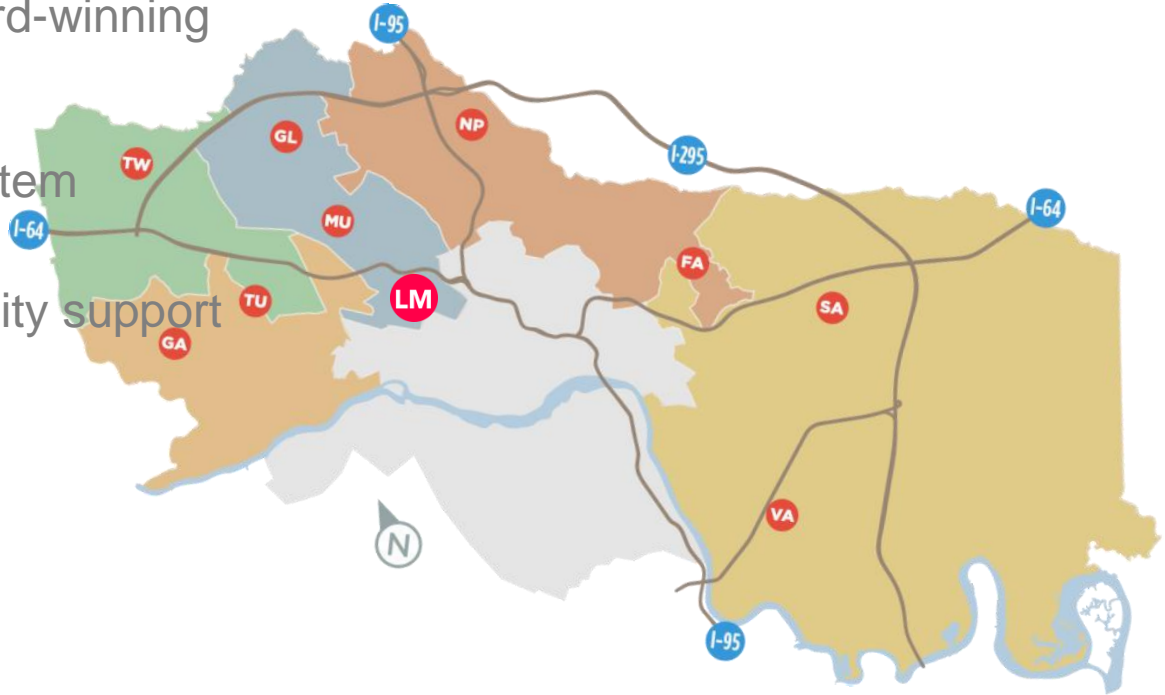 rd-winning
I-95
NP
GL
I-295
TW
tem
I-64
MU
I-64
FA
LM
TU
SA
ity support
GA
VA
N
I-95